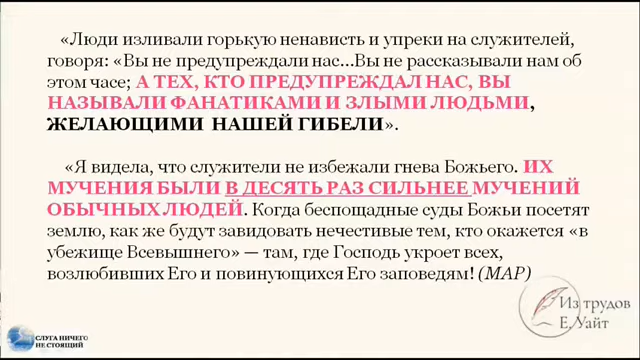 «Люди изливали горькую ненависть и упреки на служителей,
говоря: «Вы не предупреждали нас...Вы не рассказывали нам об
этом часе; А ТЕХ, КТО ПРЕДУПРЕЖДАЛ НАС, ВЫ
НАЗЫВАЛИ ФАНАТИКАМИ И ЗЛЫМИ ЛЮДЬМИ,
ЖЕЛАЮЩИМИ НАШЕЙ ГИБЕЛИ».
«Я видела, что служители не избежали гнева Божьего. ИХ
МУЧЕНИЯ БЫЛИ В ДЕСЯТЬ РАЗ СИЛЬНЕЕ МУЧЕНИЙ
ОБЫЧНЫХ ЛЮДЕЙ. Когда беспощадные суды Божьи посетят
землю, как же будут завидовать нечестивые тем, кто окажется «в
убежище Всевышнего» — там, где Господь укроет всех,
возлюбивших Его и повинующихся Его заповедям! (МАР)
Из трудов
Е. Уайт
СЛУГА НИЧЕГО
НЕ СТОЯЩИЙ